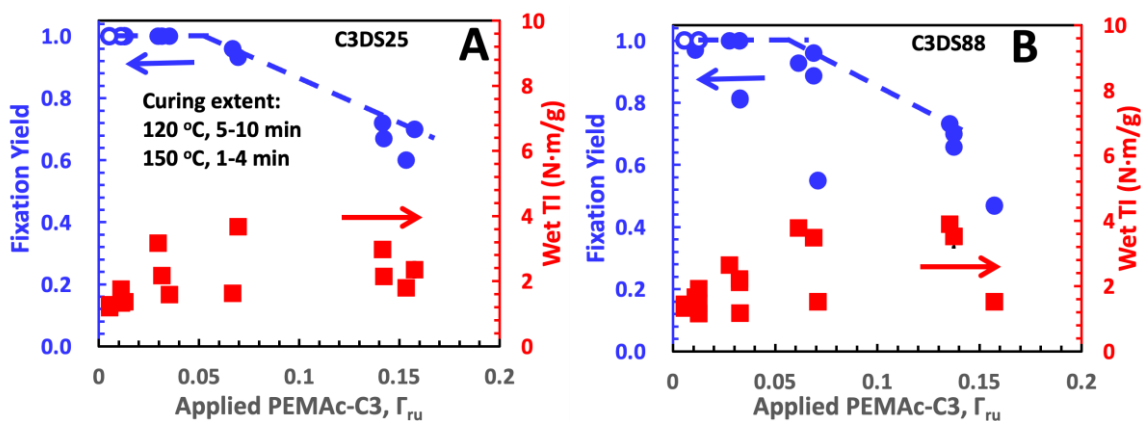 C3DS25
A
Curing extent:
120 °C, 5-10 min
150 °C, 1-4 min
Fixation Yield
1.0
0.8
0.6
0.4
0.2
0.0
Wet TI (N·m/g)
10
8
6
4
2
0
0
0.05
0.1
0.15
0.2
Applied PEMAc-C3, Γru
C3DS88
B
Fixation Yield
1.0
0.8
0.6
0.4
0.2
0.0
Wet TI (N·m/g)
10
8
6
4
2
0
0
0.05
0.1
0.15
0.2
Applied PEMAc-C3, Γru